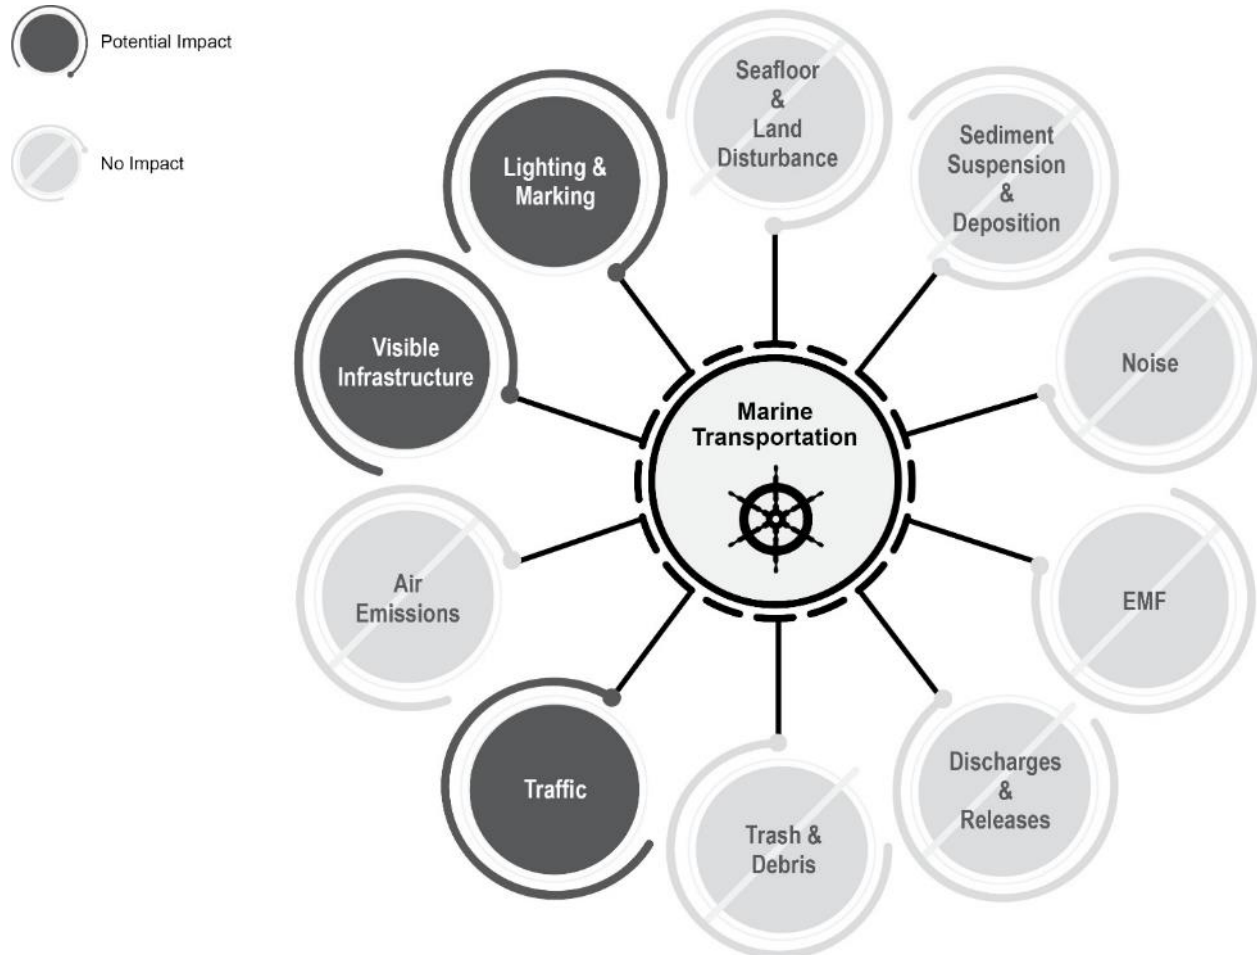 Potential Impact
No Impact
Seafloor
&
Land
Disturbance
Sediment
Suspension
&
Deposition
Noise
EMF
Discharges
&
Releases
Trash &
Debris
Traffic
Air
Emissions
Visible
Infrastructure
Lighting &
Marking
Marine
Transportation